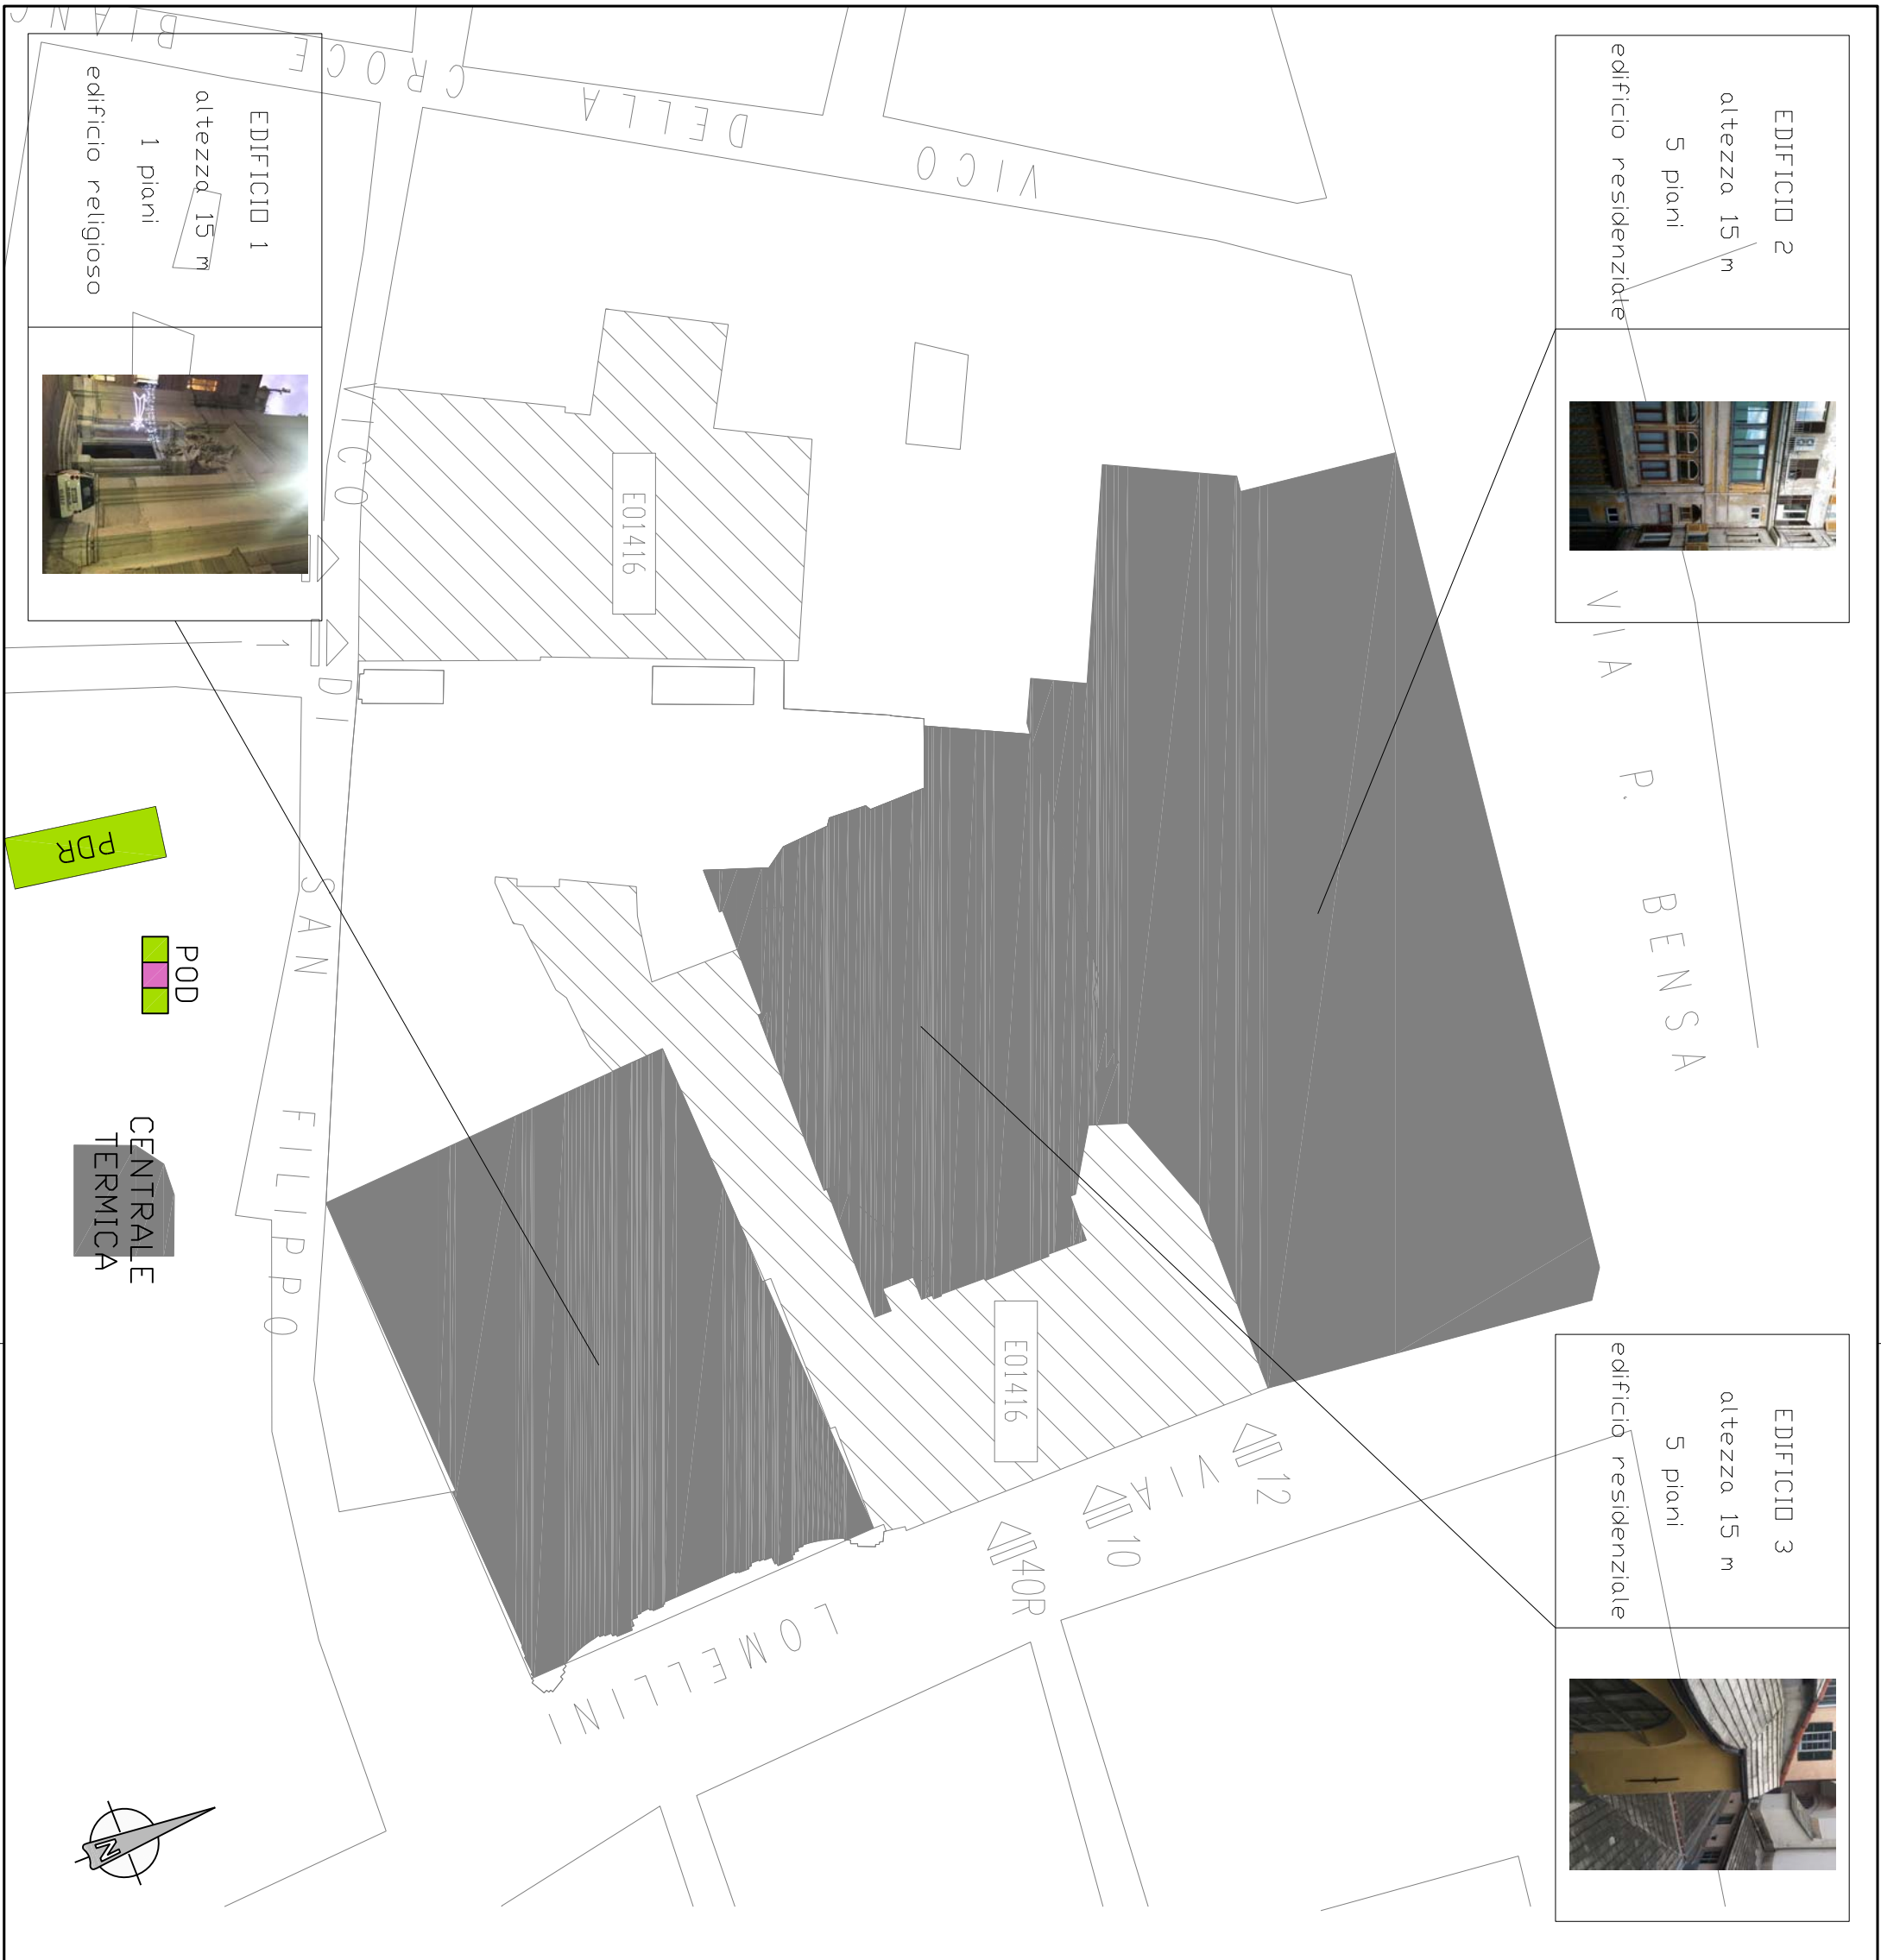 EDIFICIO 2
altezza 15 m
5 piani
edificio residenziale
EDIFICIO 3
altezza 15 m
5 piani
edificio residenziale
EDIFICIO 1
altezza 15 m
1 piani
edificio religioso
VIA P. BENSA
VICO DELLA CROCE BIANC
VICO DI SAN FILIPPO
VIA LOMELLINI
E01416
E01416
12
10
40R
1
PDR
POD
CENTRALE
TERMICA
N